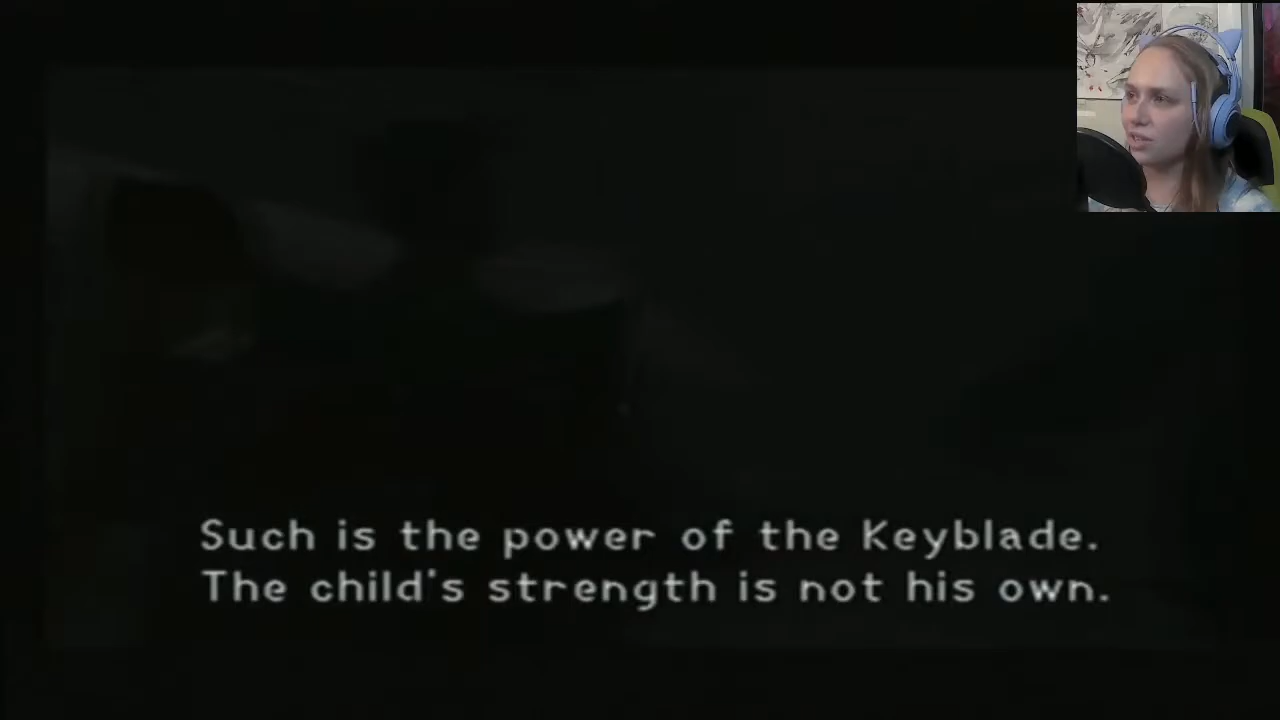 Such is the power of the Keyblade.
The child's strength is not his own.